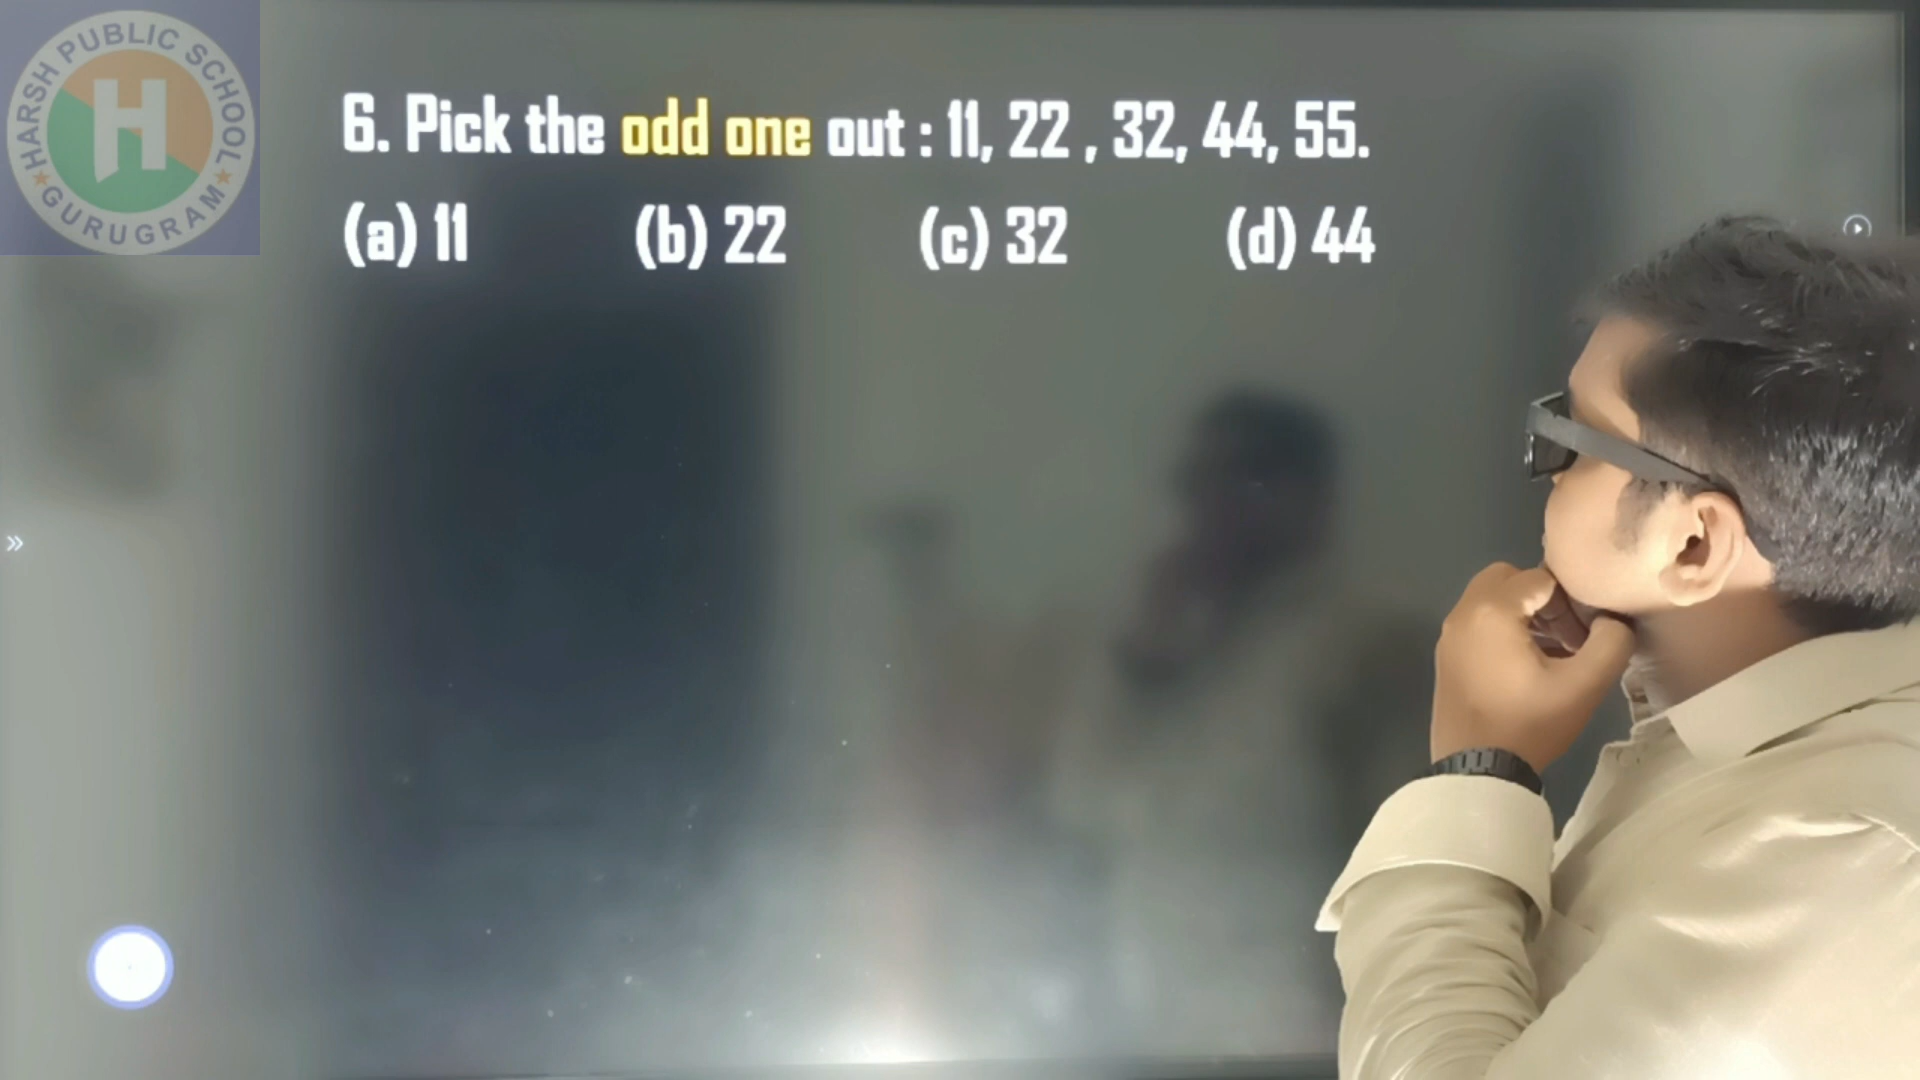 HARSH PUBLIC SCHOOL
H
GURUGRAM
6. Pick the odd one out : 11, 22 , 32, 44, 55.
(a) 11 (b) 22 (c) 32 (d) 44